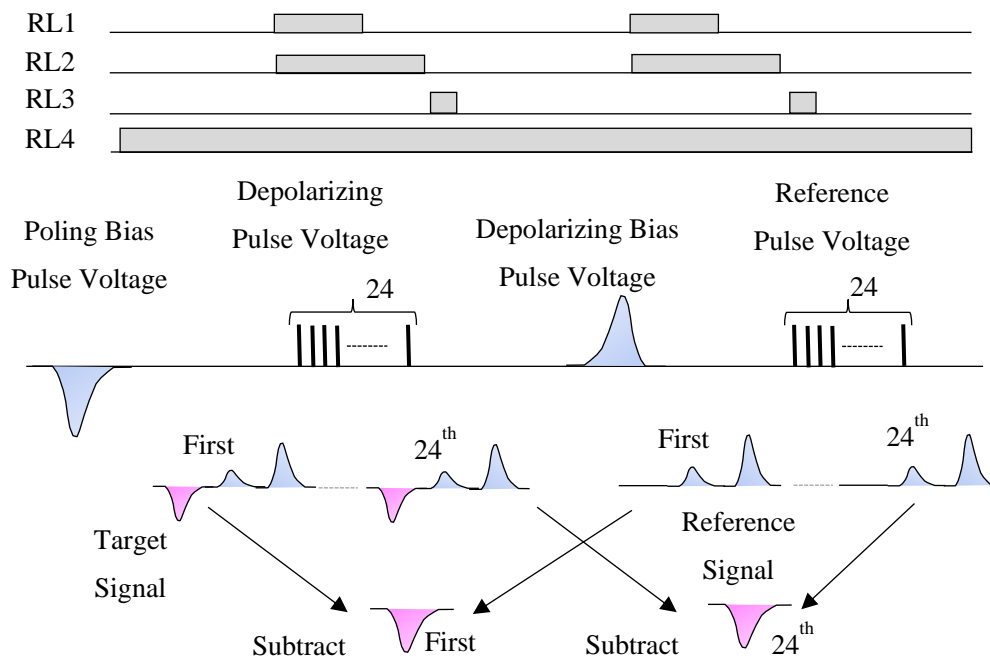 RL1
RL2
RL3
RL4
Poling Bias
Pulse Voltage
Depolarizing
Pulse Voltage
24
Depolarizing Bias
Pulse Voltage
Reference
Pulse Voltage
24
First
24th
First
24th
Target
Signal
Reference
Signal
Subtract
First
Subtract
24th